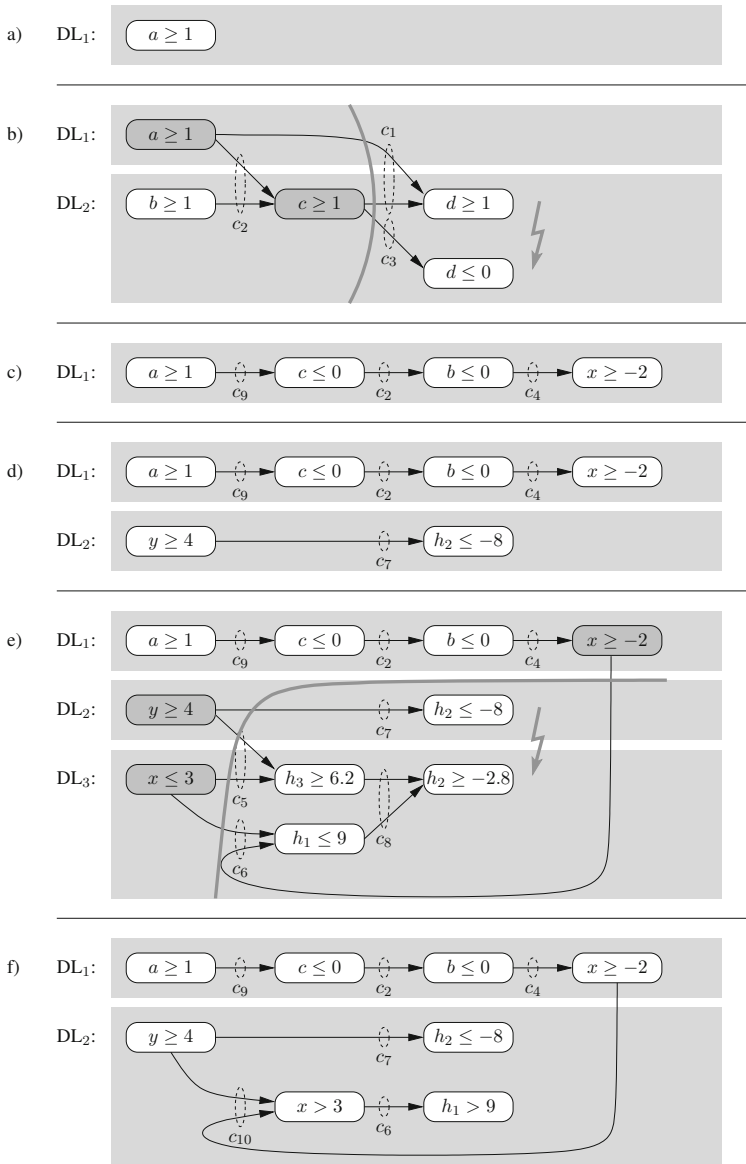 a) DL₁: a ≥ 1
b) DL₁: a ≥ 1 c₁
DL₂: b ≥ 1 c₂ c ≥ 1 c₃ d ≥ 1
d ≤ 0
c) DL₁: a ≥ 1 c₉ c ≤ 0 c₂ b ≤ 0 c₄ x ≥ −2
d) DL₁: a ≥ 1 c₉ c ≤ 0 c₂ b ≤ 0 c₄ x ≥ −2
DL₂: y ≥ 4 c₇ h₂ ≤ −8
e) DL₁: a ≥ 1 c₉ c ≤ 0 c₂ b ≤ 0 c₄ x ≥ −2
DL₂: y ≥ 4 c₇ h₂ ≤ −8
DL₃: x ≤ 3 c₅ h₃ ≥ 6.2 c₈ h₂ ≥ −2.8
c₆ h₁ ≤ 9
f) DL₁: a ≥ 1 c₉ c ≤ 0 c₂ b ≤ 0 c₄ x ≥ −2
DL₂: y ≥ 4 c₇ h₂ ≤ −8
c₁₀ x > 3 c₆ h₁ > 9